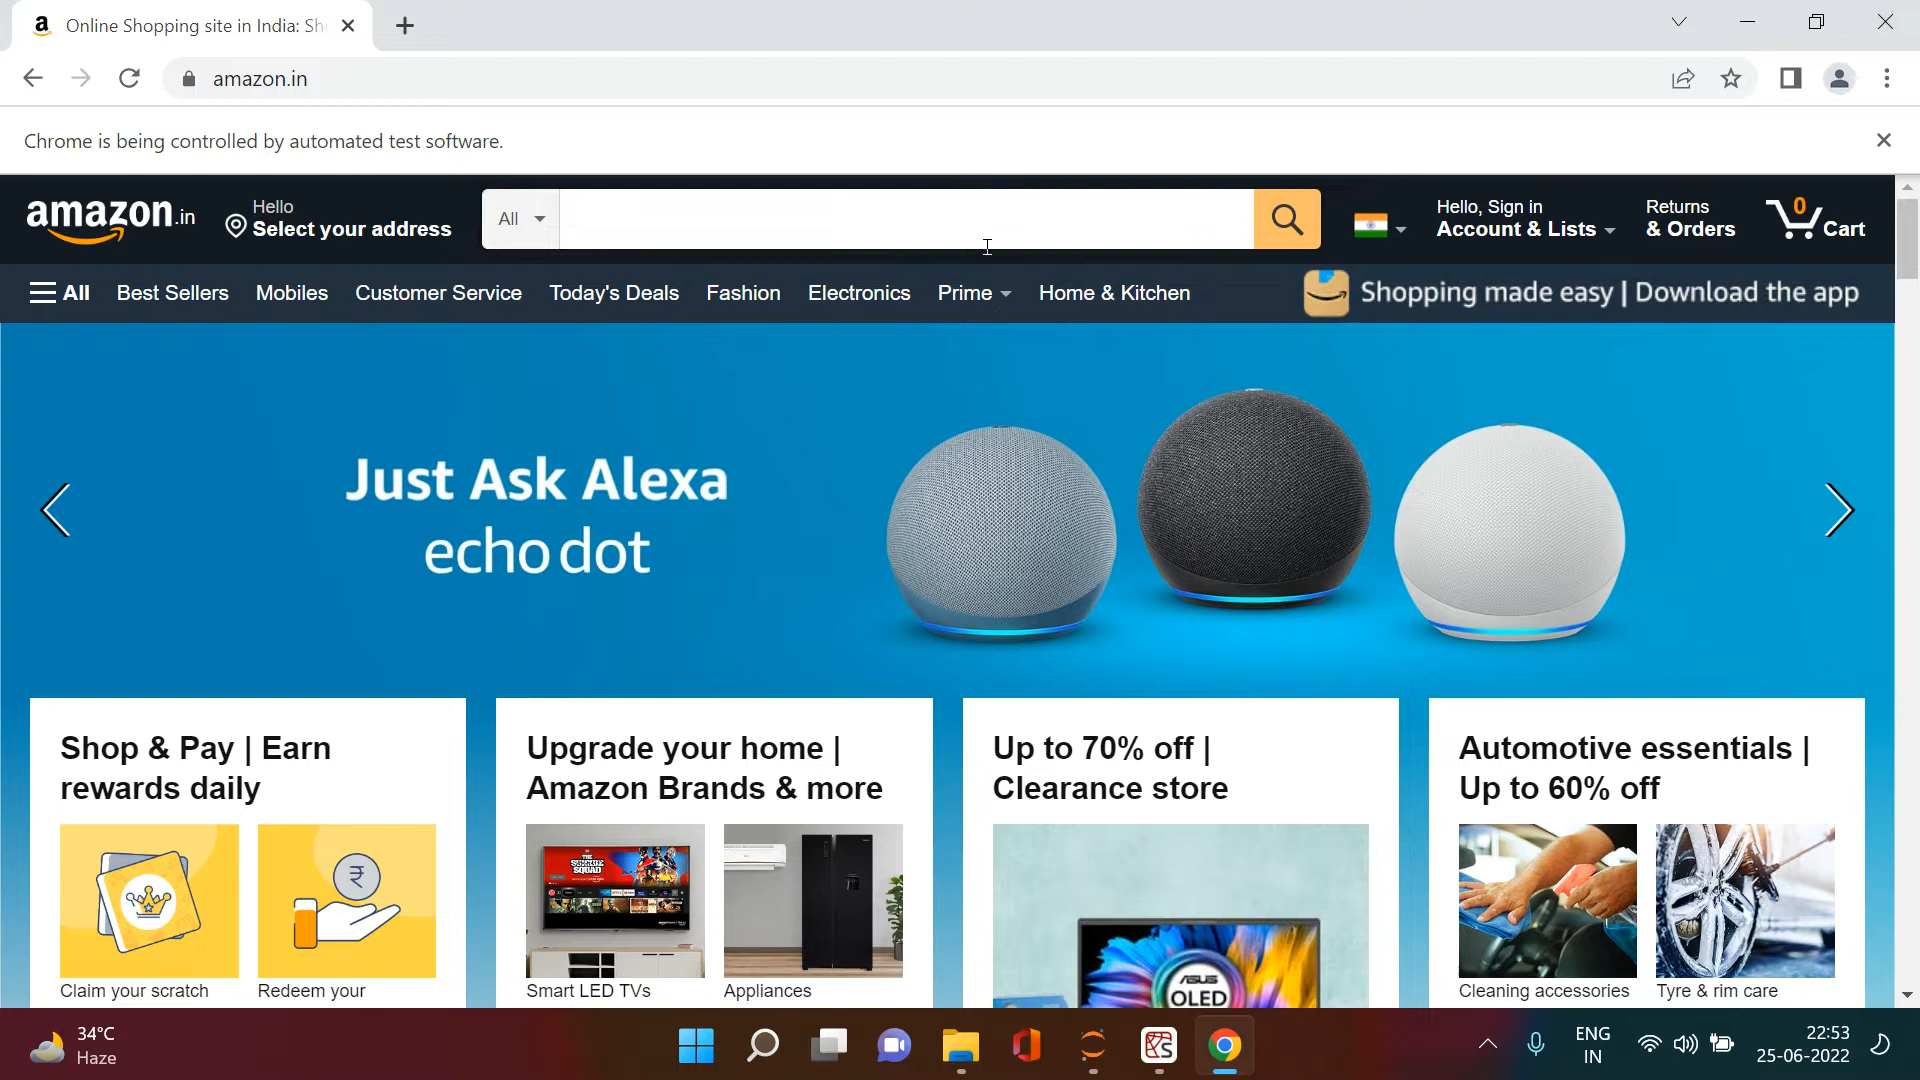 Online Shopping site in India: Sh
amazon.in
Chrome is being controlled by automated test software.
amazon.in
Hello
Select your address
All
Hello, Sign in
Account & Lists
Returns
& Orders
0
Cart
All
Best Sellers
Mobiles
Customer Service
Today's Deals
Fashion
Electronics
Prime
Home & Kitchen
Shopping made easy | Download the app
Just Ask Alexa
echo dot
Shop & Pay | Earn
rewards daily
Upgrade your home |
Amazon Brands & more
Up to 70% off |
Clearance store
Automotive essentials |
Up to 60% off
THE
SUICIDE
SQUAD
ASUS
OLED
Claim your scratch
Redeem your
Smart LED TVs
Appliances
Cleaning accessories
Tyre & rim care
34°C
Haze
ENG
IN
22:53
25-06-2022